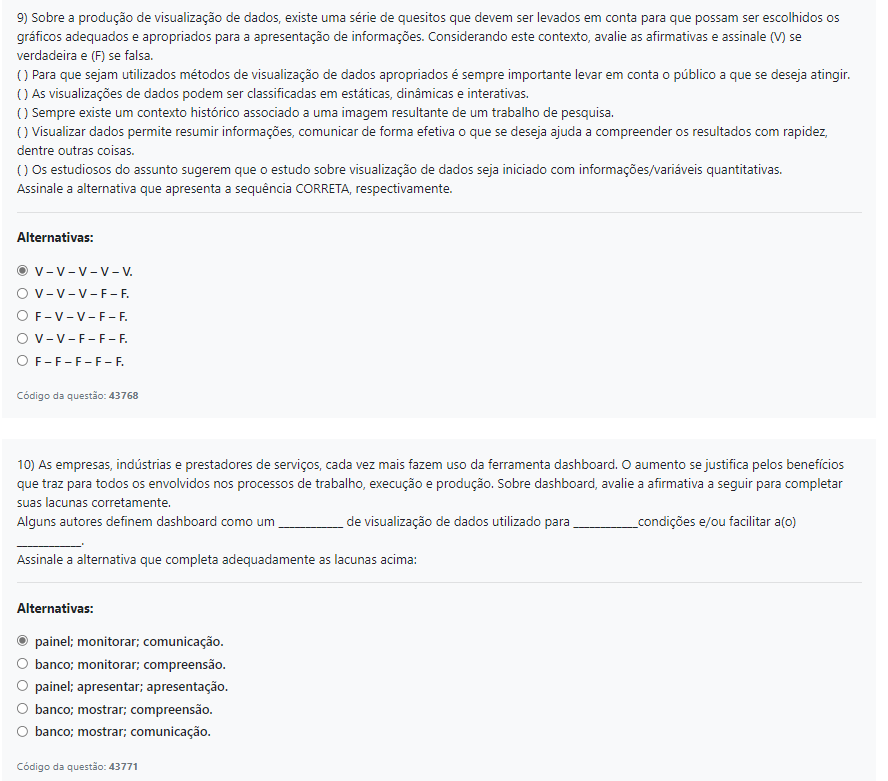 9) Sobre a produção de visualização de dados, existe uma série de quesitos que devem ser levados em conta para que possam ser escolhidos os
gráficos adequados e apropriados para a apresentação de informações. Considerando este contexto, avalie as afirmativas e assinale (V) se
verdadeira e (F) se falsa.
( ) Para que sejam utilizados métodos de visualização de dados apropriados é sempre importante levar em conta o público a que se deseja atingir.
( ) As visualizações de dados podem ser classificadas em estáticas, dinâmicas e interativas.
( ) Sempre existe um contexto histórico associado a uma imagem resultante de um trabalho de pesquisa.
( ) Visualizar dados permite resumir informações, comunicar de forma efetiva o que se deseja ajuda a compreender os resultados com rapidez,
dentre outras coisas.
( ) Os estudiosos do assunto sugerem que o estudo sobre visualização de dados seja iniciado com informações/variáveis quantitativas.
Assinale a alternativa que apresenta a sequência CORRETA, respectivamente.
Alternativas:
V – V – V – V – V.
V – V – V – F – F.
F – V – V – F – F.
V – V – F – F – F.
F – F – F – F – F.
Código da questão: 43768
10) As empresas, indústrias e prestadores de serviços, cada vez mais fazem uso da ferramenta dashboard. O aumento se justifica pelos benefícios
que traz para todos os envolvidos nos processos de trabalho, execução e produção. Sobre dashboard, avalie a afirmativa a seguir para completar
suas lacunas corretamente.
Alguns autores definem dashboard como um ____________ de visualização de dados utilizado para ____________condições e/ou facilitar a(o)
____________.
Assinale a alternativa que completa adequadamente as lacunas acima:
Alternativas:
painel; monitorar; comunicação.
banco; monitorar; compreensão.
painel; apresentar; apresentação.
banco; mostrar; compreensão.
banco; mostrar; comunicação.
Código da questão: 43771